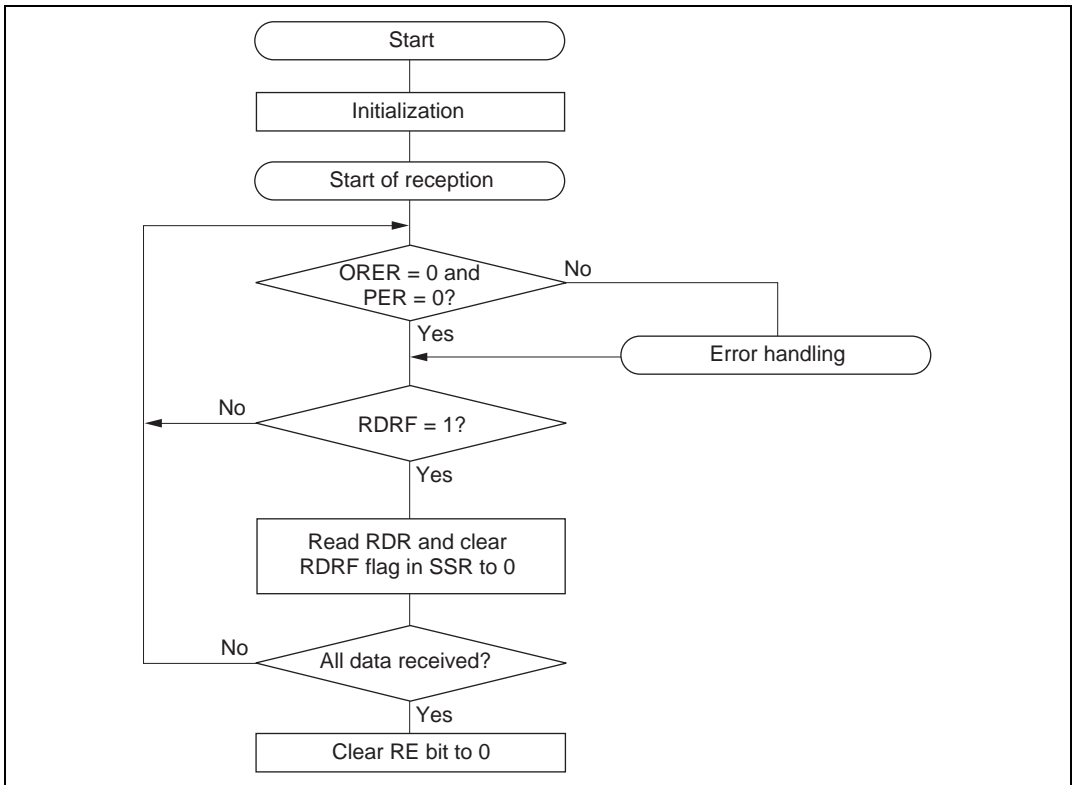 Start
Initialization
Start of reception
ORER = 0 and
PER = 0?
No
Yes
Error handling
No
RDRF = 1?
Yes
Read RDR and clear
RDRF flag in SSR to 0
No
All data received?
Yes
Clear RE bit to 0